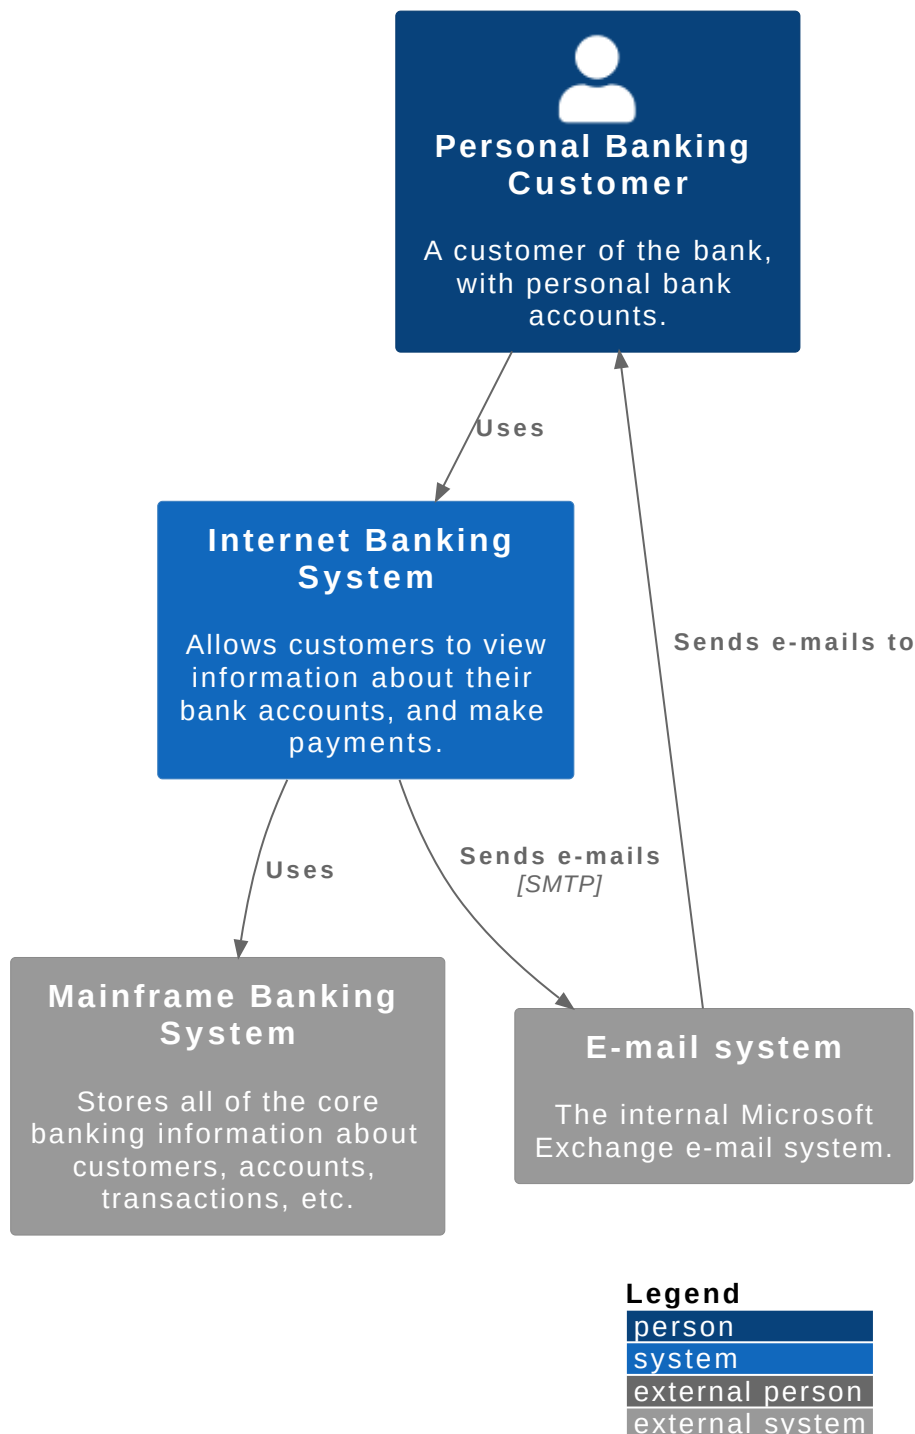 Personal Banking
Customer
A customer of the bank,
with personal bank
accounts.
Uses
Internet Banking
System
Allows customers to view
information about their
bank accounts, and make
payments.
Sends e-mails to
Uses
Sends e-mails
[SMTP]
Mainframe Banking
System
Stores all of the core
banking information about
customers, accounts,
transactions, etc.
E-mail system
The internal Microsoft
Exchange e-mail system.
Legend
person
system
external person
external system